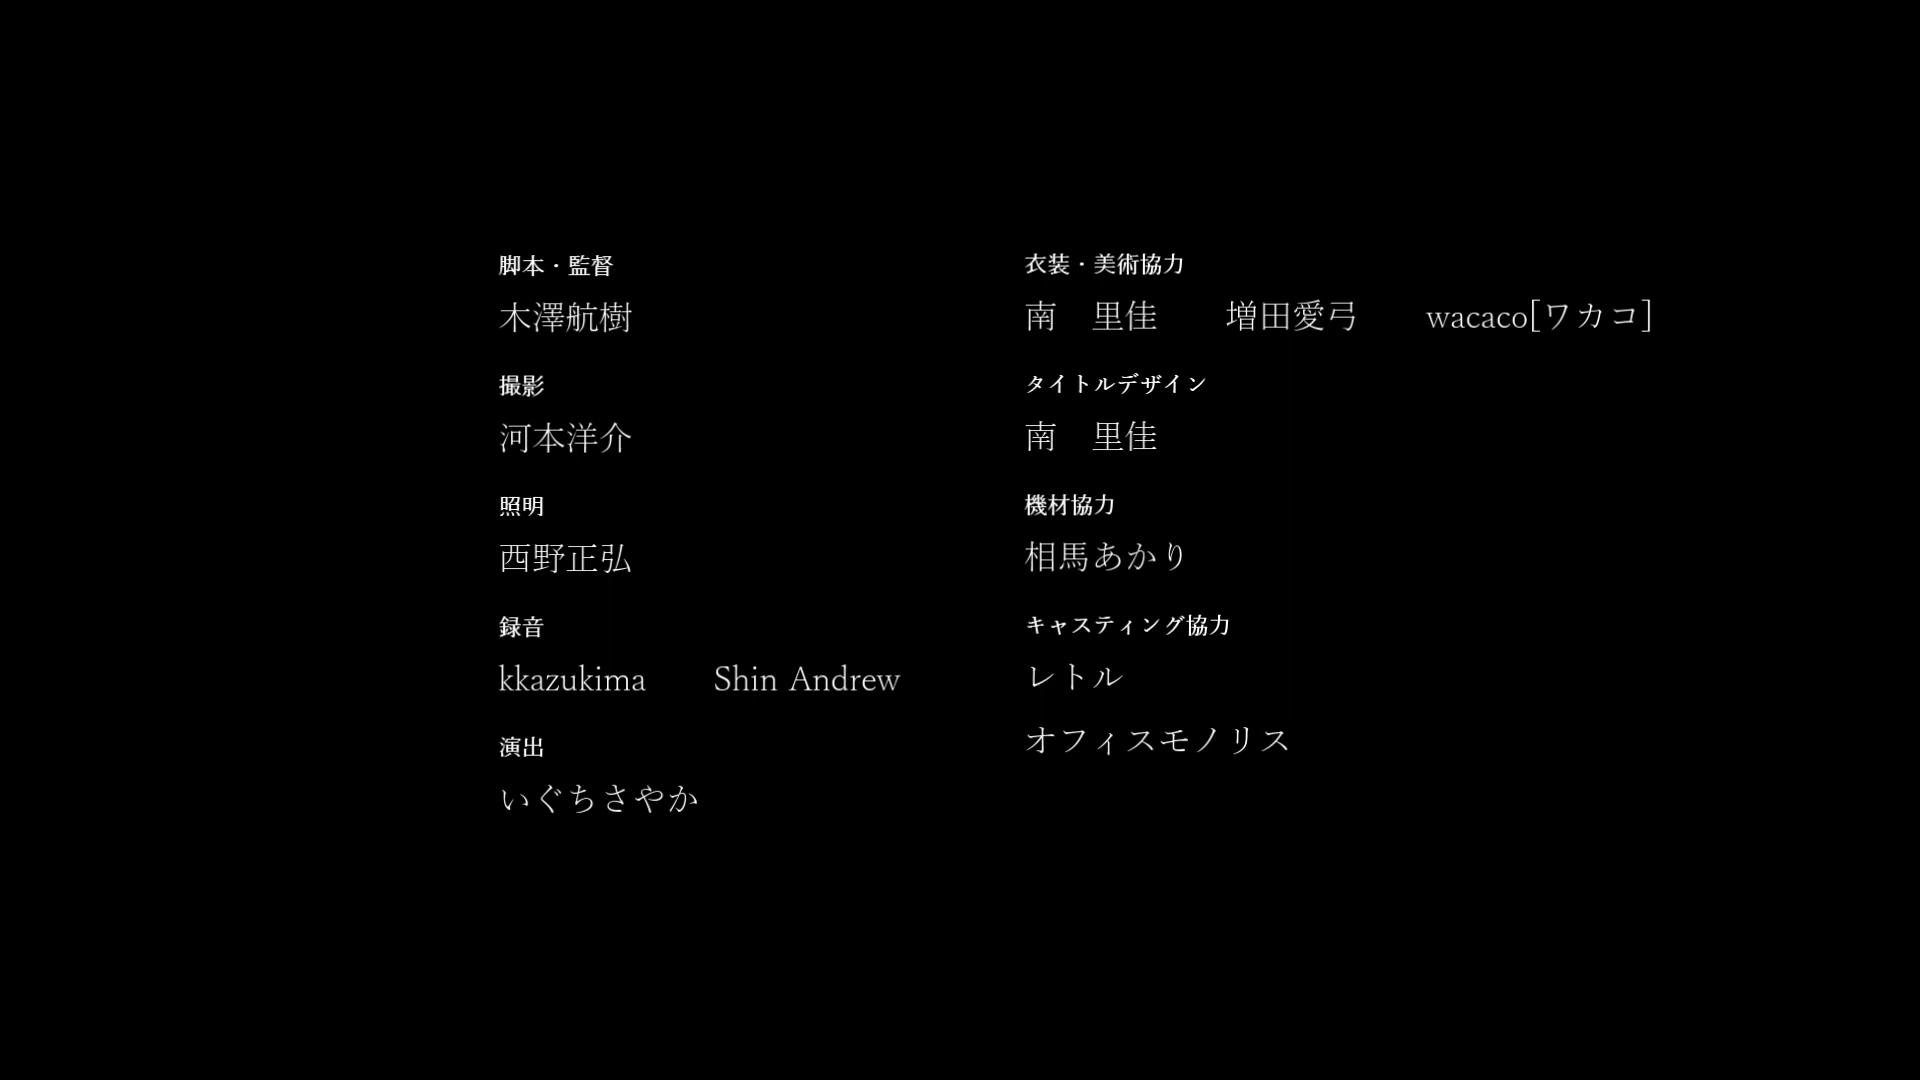 脚本・監督
木澤航樹
撮影
河本洋介
照明
西野正弘
録音
kkazukima　　Shin Andrew
演出
いぐちさやか
衣装・美術協力
南　里佳　　増田愛弓　　wacaco[ワカコ]
タイトルデザイン
南　里佳
機材協力
相馬あかり
キャスティング協力
レトル
オフィスモノリス